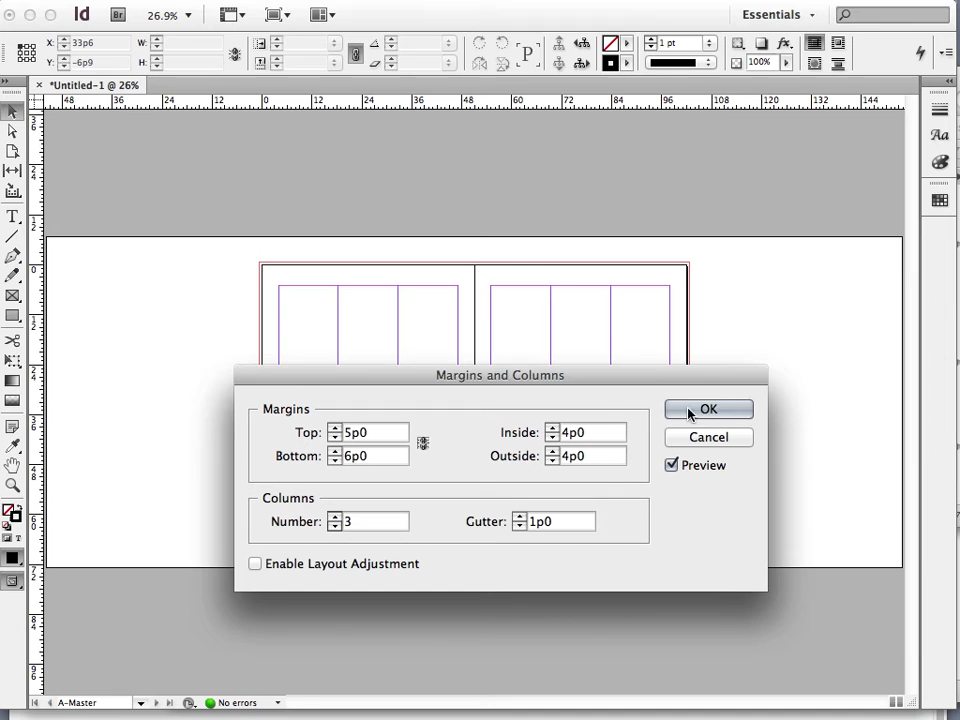 Id Br 26.9% Essentials
X: 33p6 W: 1 pt fx.
Y: -6p9 H: P 100%
× *Untitled-1 @ 26%
48 36 24 12 0 12 24 36 48 60 72 84 96 108 120 132 144
Aa
T
Margins and Columns
Margins
Top: 5p0 Inside: 4p0 OK
Bottom: 6p0 Outside: 4p0 Cancel
Preview
Columns
Number: 3 Gutter: 1p0
Enable Layout Adjustment
A-Master No errors